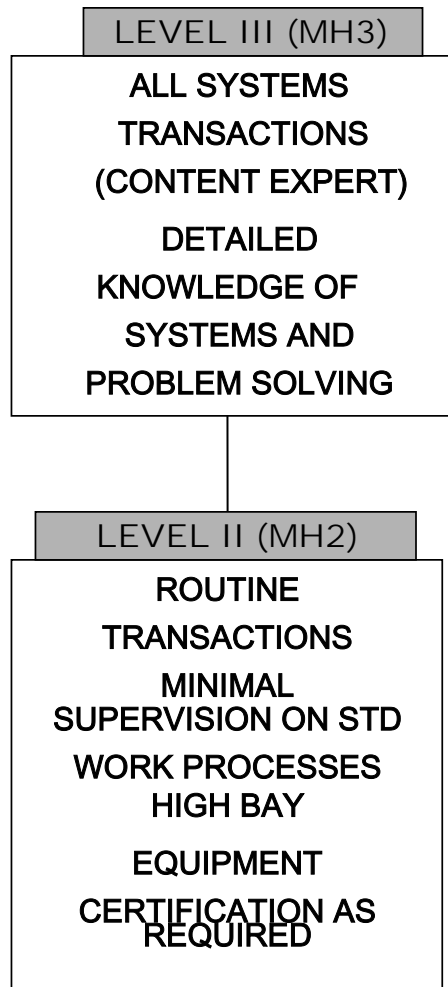 LEVEL III (MH3)
ALL SYSTEMS
TRANSACTIONS
(CONTENT EXPERT)
DETAILED
KNOWLEDGE OF
SYSTEMS AND
PROBLEM SOLVING
LEVEL II (MH2)
ROUTINE
TRANSACTIONS
MINIMAL
SUPERVISION ON STD
WORK PROCESSES
HIGH BAY
EQUIPMENT
CERTIFICATION AS
REQUIRED